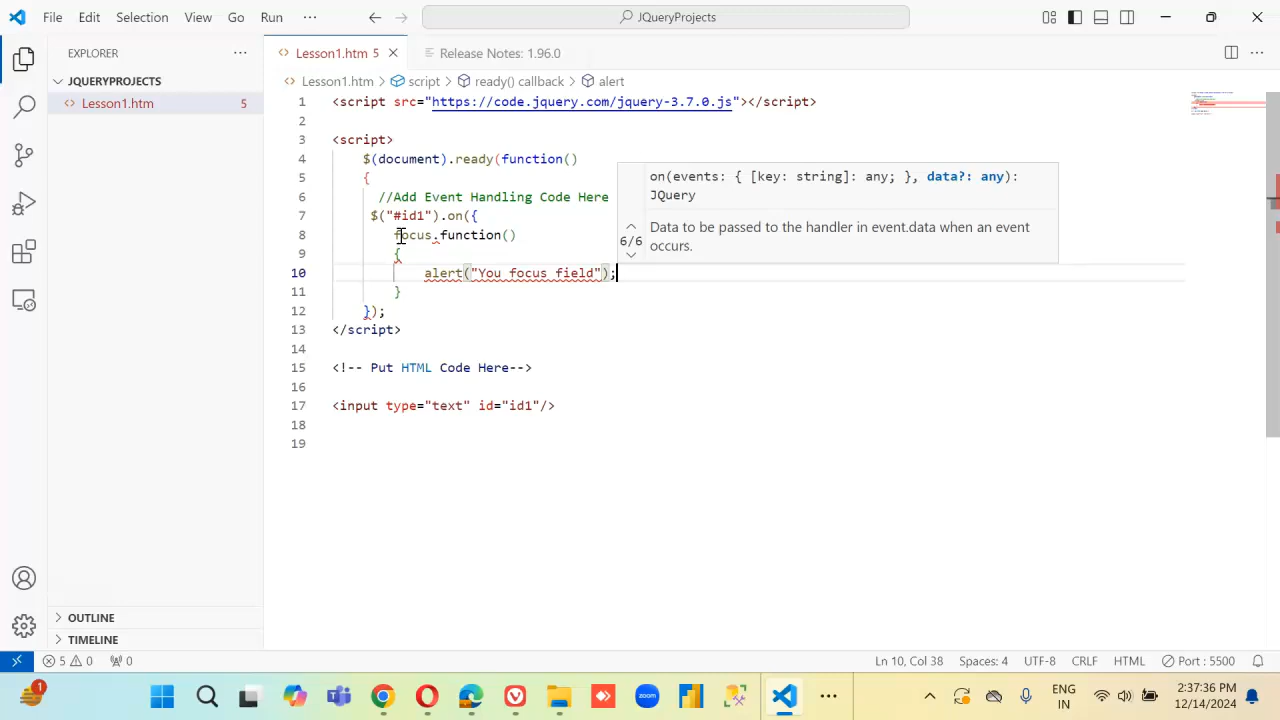 File Edit Selection View Go Run ··· JQueryProjects
EXPLORER ···
JQUERYPROJECTS
Lesson1.htm 5
Lesson1.htm 5 Release Notes: 1.96.0
Lesson1.htm > script > ready() callback > alert
1 <script src="https://code.jquery.com/jquery-3.7.0.js"></script>
2
3 <script>
4 $(document).ready(function()
5 {
6 //Add Event Handling Code Here
7 $("#id1").on({
8 focus.function()
9 {
10 alert("You focus field");
11 }
12 });
13 </script>
14
15 <!-- Put HTML Code Here-->
16
17 <input type="text" id="id1"/>
18
19
on(events: { [key: string]: any; }, data?: any):
JQuery
6/6
Data to be passed to the handler in event.data when an event
occurs.
OUTLINE
TIMELINE
5 0 0 Ln 10, Col 38 Spaces: 4 UTF-8 CRLF HTML Port : 5500
1 zoom ENG
IN
2:37:36 PM
12/14/2024